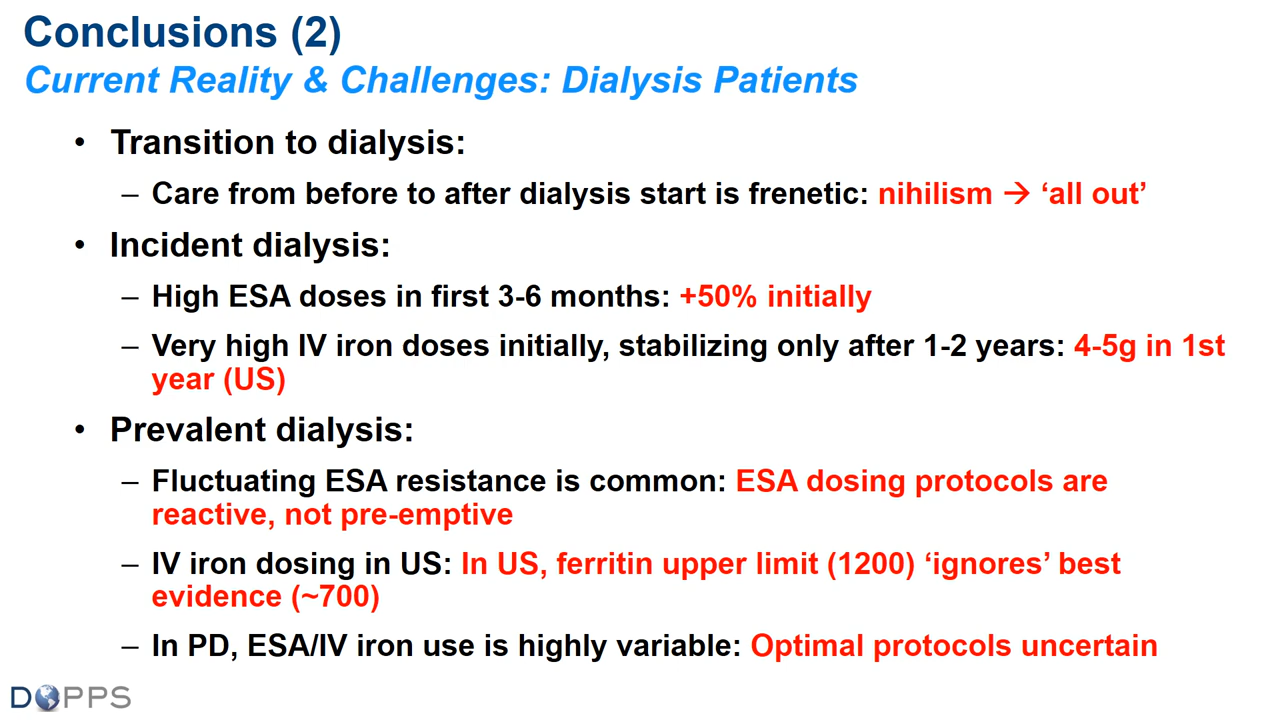 Conclusions (2)
Current Reality & Challenges: Dialysis Patients
• Transition to dialysis:
– Care from before to after dialysis start is frenetic: nihilism → ‘all out’
• Incident dialysis:
– High ESA doses in first 3-6 months: +50% initially
– Very high IV iron doses initially, stabilizing only after 1-2 years: 4-5g in 1st
year (US)
• Prevalent dialysis:
– Fluctuating ESA resistance is common: ESA dosing protocols are
reactive, not pre-emptive
– IV iron dosing in US: In US, ferritin upper limit (1200) ‘ignores’ best
evidence (~700)
– In PD, ESA/IV iron use is highly variable: Optimal protocols uncertain
DOPPS